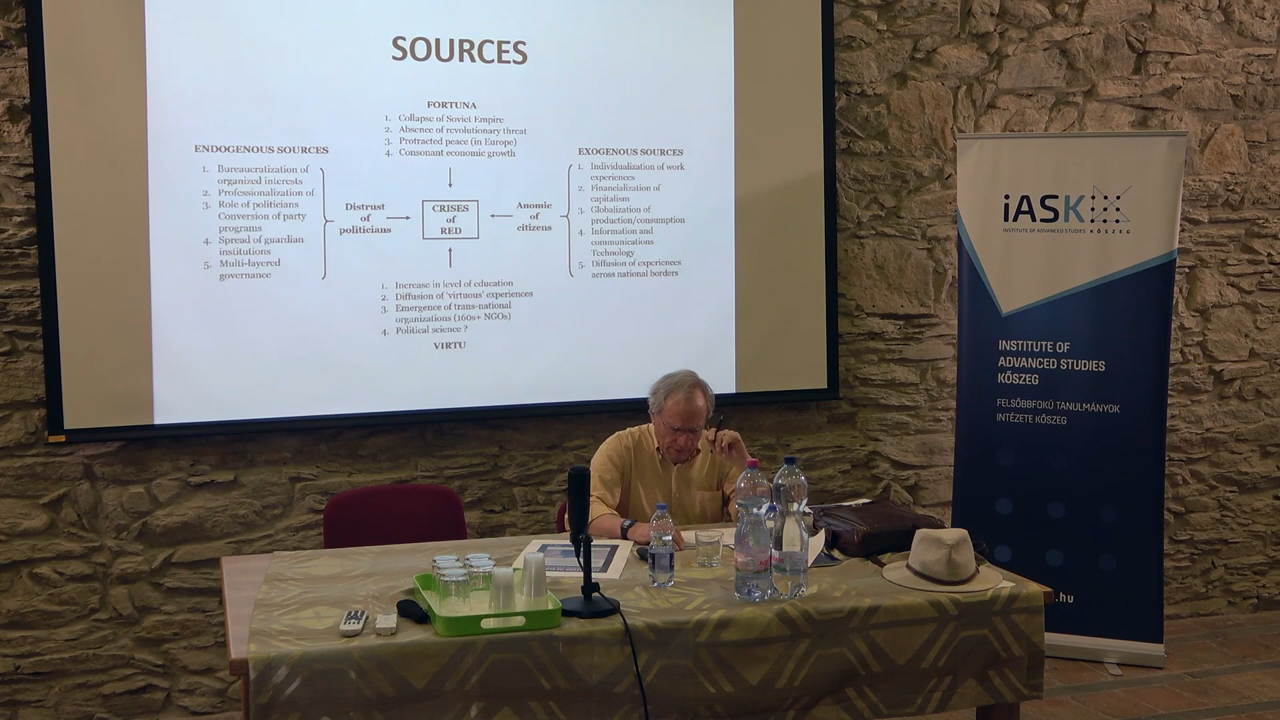 SOURCES
FORTUNA
1. Collapse of Soviet Empire
2. Absence of revolutionary threat
3. Protracted peace (in Europe)
4. Consonant economic growth
ENDOGENOUS SOURCES
1. Bureaucratization of
organized interests
2. Professionalization of
3. Role of politicians
Conversion of party
programs
4. Spread of guardian
institutions
5. Multi-layered
governance
Distrust
of
politicians
CRISES
of
RED
Anomie
of
citizens
EXOGENOUS SOURCES
1. Individualization of work
experiences
2. Financialization of
capitalism
3. Globalization of
production/consumption
4. Information and
communications
Technology
5. Diffusion of experiences
across national borders
1. Increase in level of education
2. Diffusion of 'virtuous' experiences
3. Emergence of trans-national
organizations (160s+ NGOs)
4. Political science ?
VIRTU
iASK
INSTITUTE OF ADVANCED STUDIES KŐSZEG
INSTITUTE OF
ADVANCED STUDIES
KŐSZEG
FELSŐBBFOKÚ TANULMÁNYOK
INTÉZETE KŐSZEG
.hu